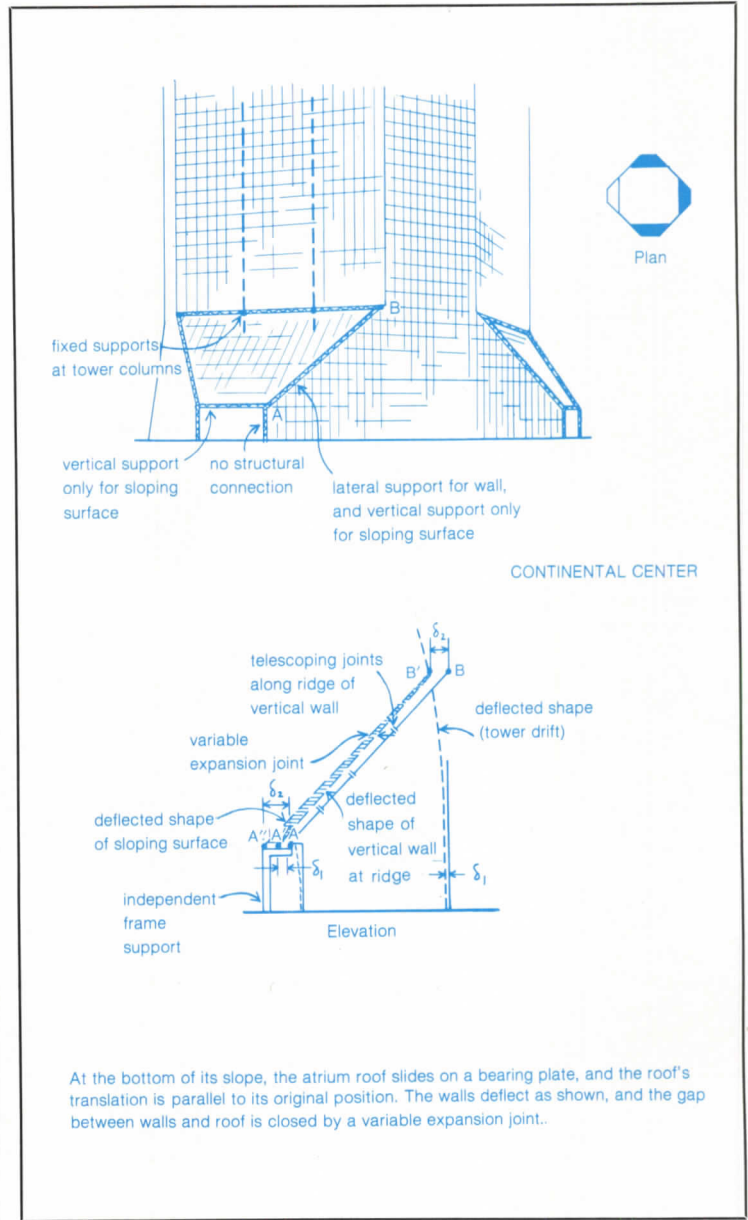 Plan
B
fixed supports
at tower columns
A
vertical support
only for sloping
surface
no structural
connection
lateral support for wall,
and vertical support only
for sloping surface
CONTINENTAL CENTER
δ₂
telescoping joints
along ridge of
vertical wall
B'
B
deflected shape
(tower drift)
variable
expansion joint
δ₂
deflected shape
of sloping surface
deflected
shape of
vertical wall
at ridge
A" A' A
δ₁
δ₁
independent
frame
support
Elevation
At the bottom of its slope, the atrium roof slides on a bearing plate, and the roof's
translation is parallel to its original position. The walls deflect as shown, and the gap
between walls and roof is closed by a variable expansion joint..